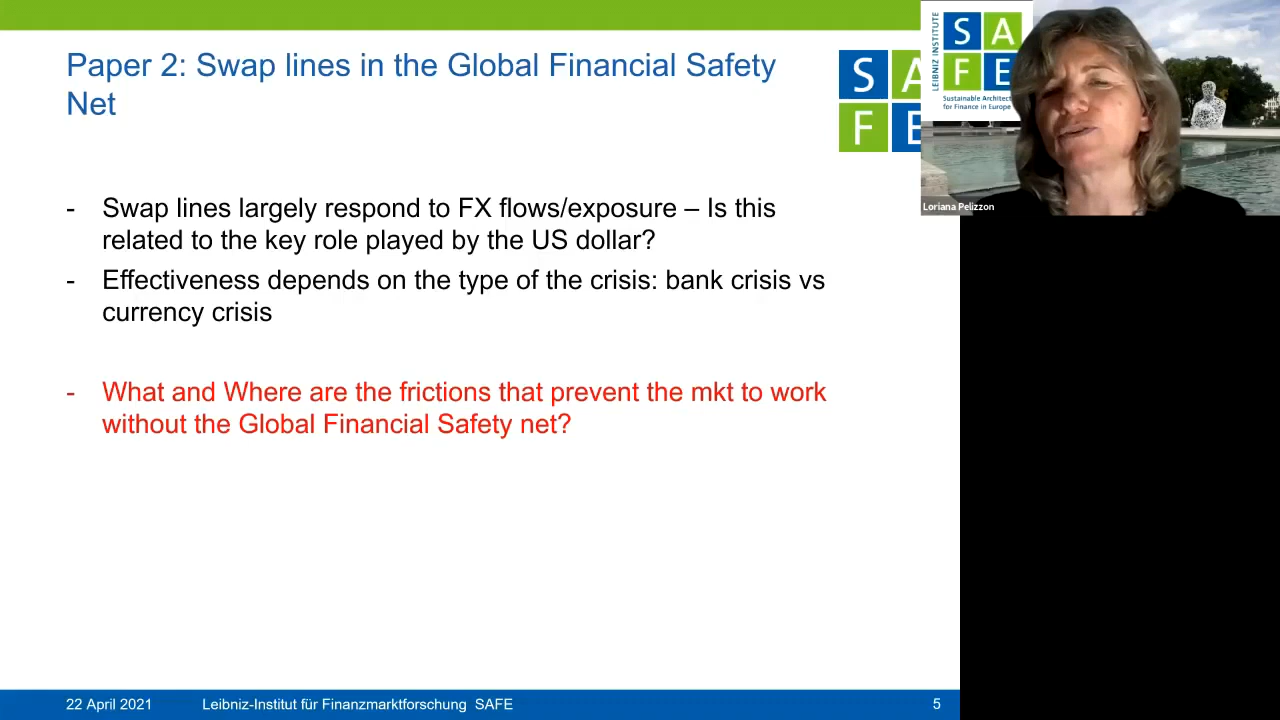 Paper 2: Swap lines in the Global Financial Safety
Net
- Swap lines largely respond to FX flows/exposure – Is this
related to the key role played by the US dollar?
- Effectiveness depends on the type of the crisis: bank crisis vs
currency crisis
- What and Where are the frictions that prevent the mkt to work
without the Global Financial Safety net?
22 April 2021 Leibniz-Institut für Finanzmarktforschung SAFE 5
S A
F E
LEIBNIZ INSTITUTE
S A
F E
Sustainable Architec
for Finance in Europe
Loriana Pelizzon